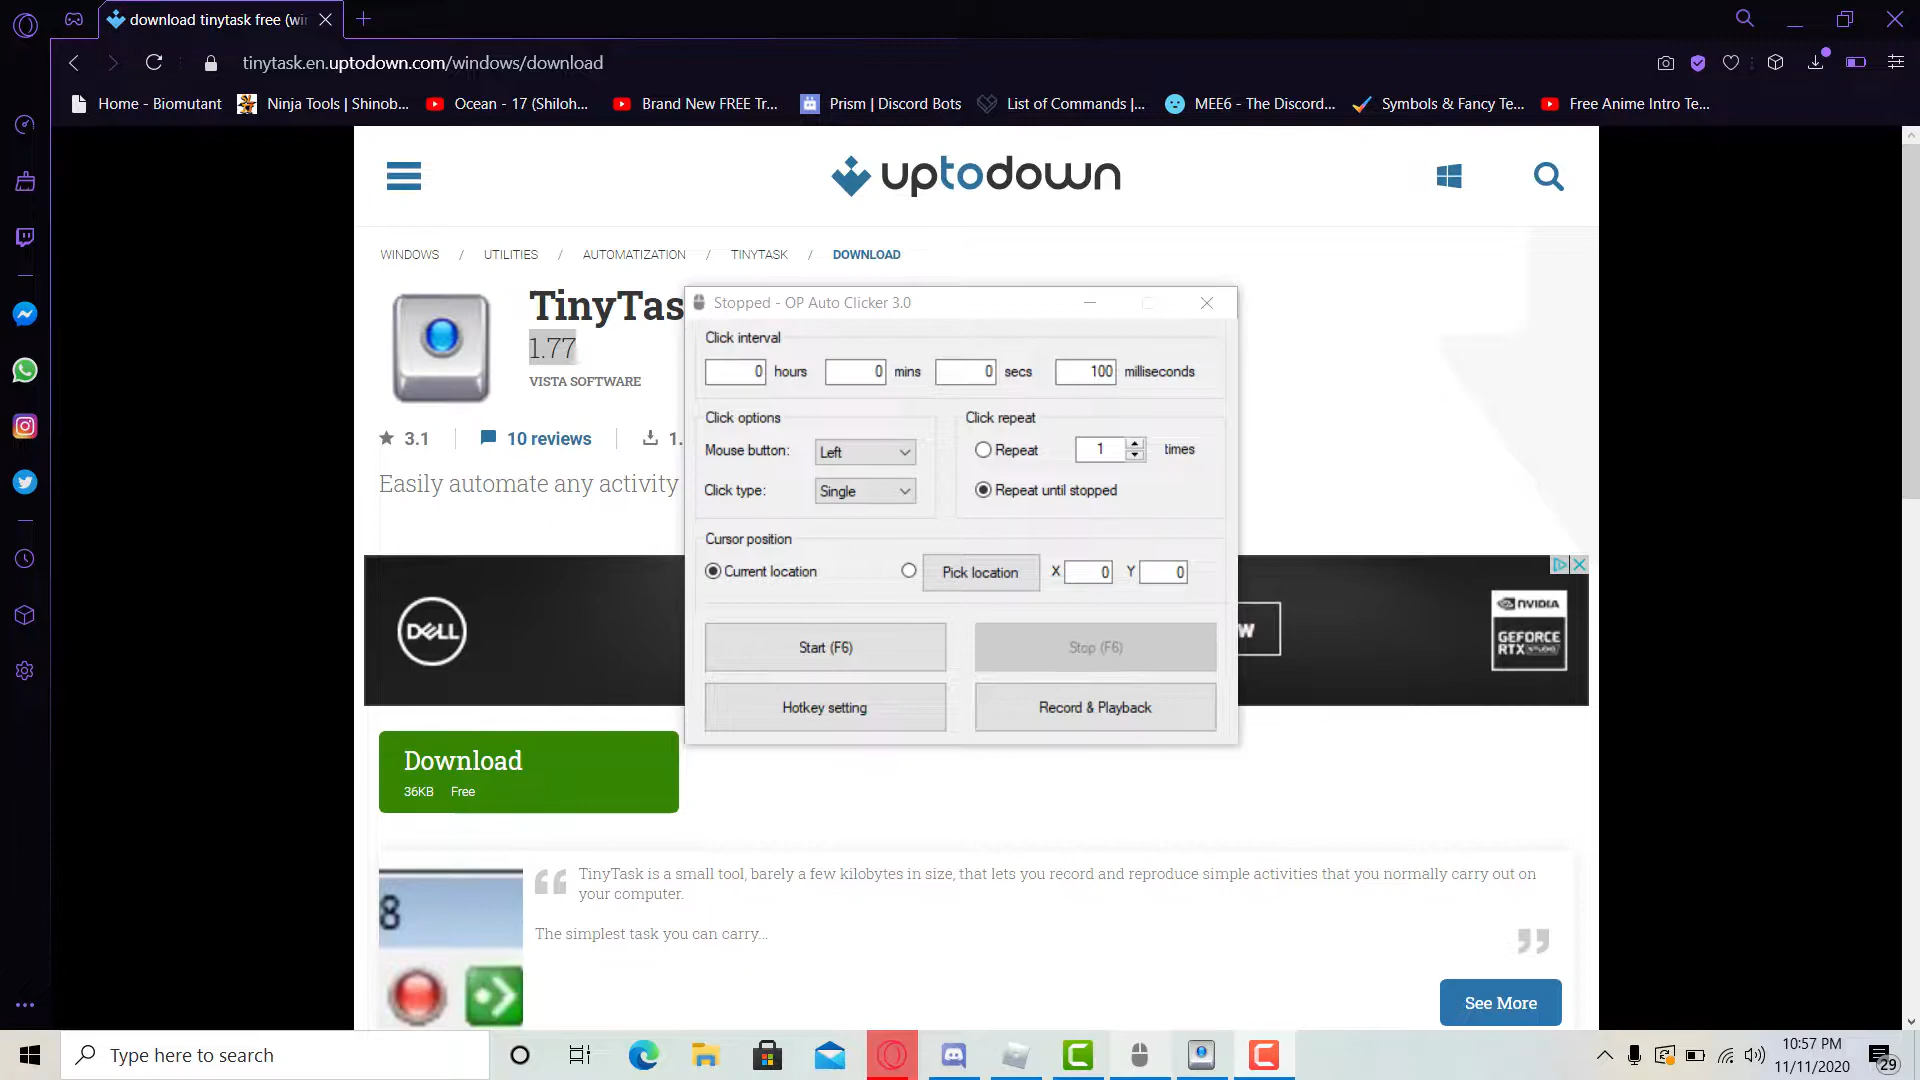 download tinytask free (wi
tinytask.en.uptodown.com/windows/download
Home - Biomutant
Ninja Tools | Shinob...
Ocean - 17 (Shiloh...
Brand New FREE Tr...
Prism | Discord Bots
List of Commands |...
MEE6 - The Discord...
Symbols & Fancy Te...
Free Anime Intro Te...
uptodown
WINDOWS / UTILITIES / AUTOMATIZATION / TINYTASK / DOWNLOAD
TinyTas
1.77
VISTA SOFTWARE
3.1
10 reviews
1.
Easily automate any activity
Stopped - OP Auto Clicker 3.0
Click interval
0 hours 0 mins 0 secs 100 milliseconds
Click options
Mouse button: Left
Click type: Single
Click repeat
Repeat 1 times
Repeat until stopped
Cursor position
Current location
Pick location X 0 Y 0
Start (F6)
Stop (F6)
Hotkey setting
Record & Playback
DELL
W
NVIDIA
GEFORCE
RTX STUDIO
Download
36KB Free
8
TinyTask is a small tool, barely a few kilobytes in size, that lets you record and reproduce simple activities that you normally carry out on
your computer.
The simplest task you can carry...
See More
Type here to search
10:57 PM
11/11/2020
29